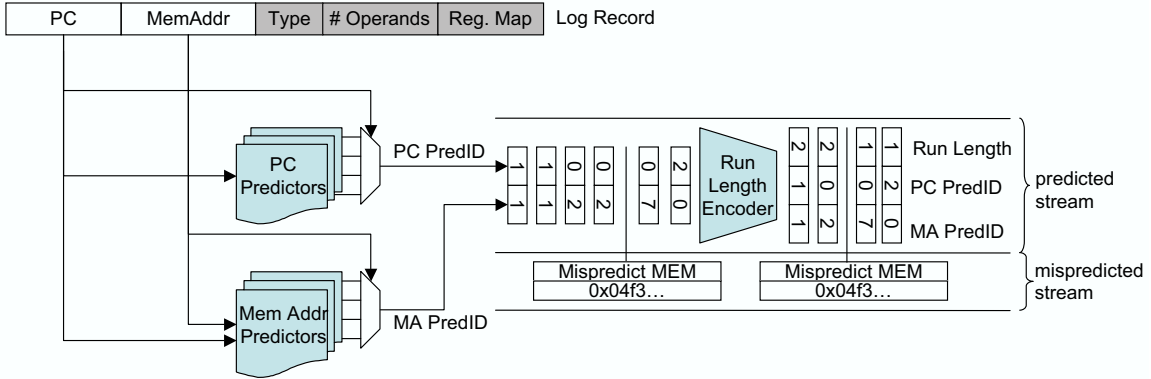 PC MemAddr Type # Operands Reg. Map Log Record
PC Predictors
PC PredID
Mem Addr Predictors
MA PredID
1 1 0 0 0 2
1 1 2 2 7 0
Run Length Encoder
2 2 1 1 Run Length
1 0 0 2 PC PredID
1 2 7 0 MA PredID
predicted stream
Mispredict MEM
0x04f3...
Mispredict MEM
0x04f3...
mispredicted stream